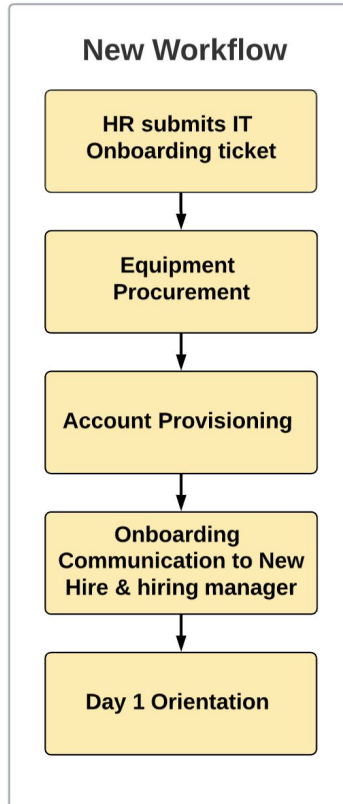 New Workflow
HR submits IT
Onboarding ticket
Equipment
Procurement
Account Provisioning
Onboarding
Communication to New
Hire & hiring manager
Day 1 Orientation